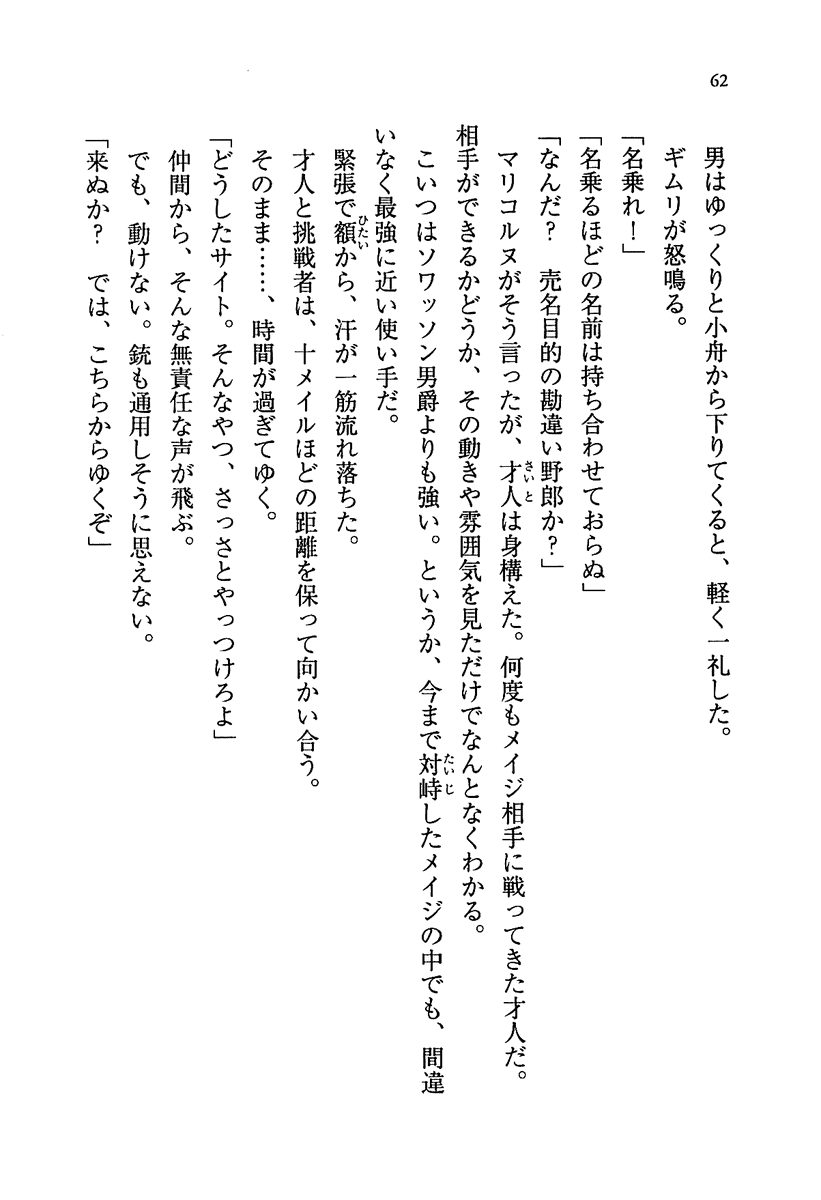 62
男はゆっくりと小舟から下りてくると、軽く一礼した。
ギムリが怒鳴る。
「名乗れ！」
「名乗るほどの名前は持ち合わせておらぬ」
「なんだ？　売名目的の勘違い野郎か？」
マリコルヌがそう言ったが、才人は身構えた。何度もメイジ相手に戦ってきた才人だ。
さいと
相手ができるかどうか、その動きや雰囲気を見ただけでなんとなくわかる。
こいつはソワッソン男爵よりも強い。というか、今まで対峙したメイジの中でも、間違
たいじ
いなく最強に近い使い手だ。
緊張で額から、汗が一筋流れ落ちた。
ひたい
才人と挑戦者は、十メイルほどの距離を保って向かい合う。
そのまま……、時間が過ぎてゆく。
「どうしたサイト。そんなやつ、さっさとやっつけろよ」
仲間から、そんな無責任な声が飛ぶ。
でも、動けない。銃も通用しそうに思えない。
「来ぬか？　では、こちらからゆくぞ」